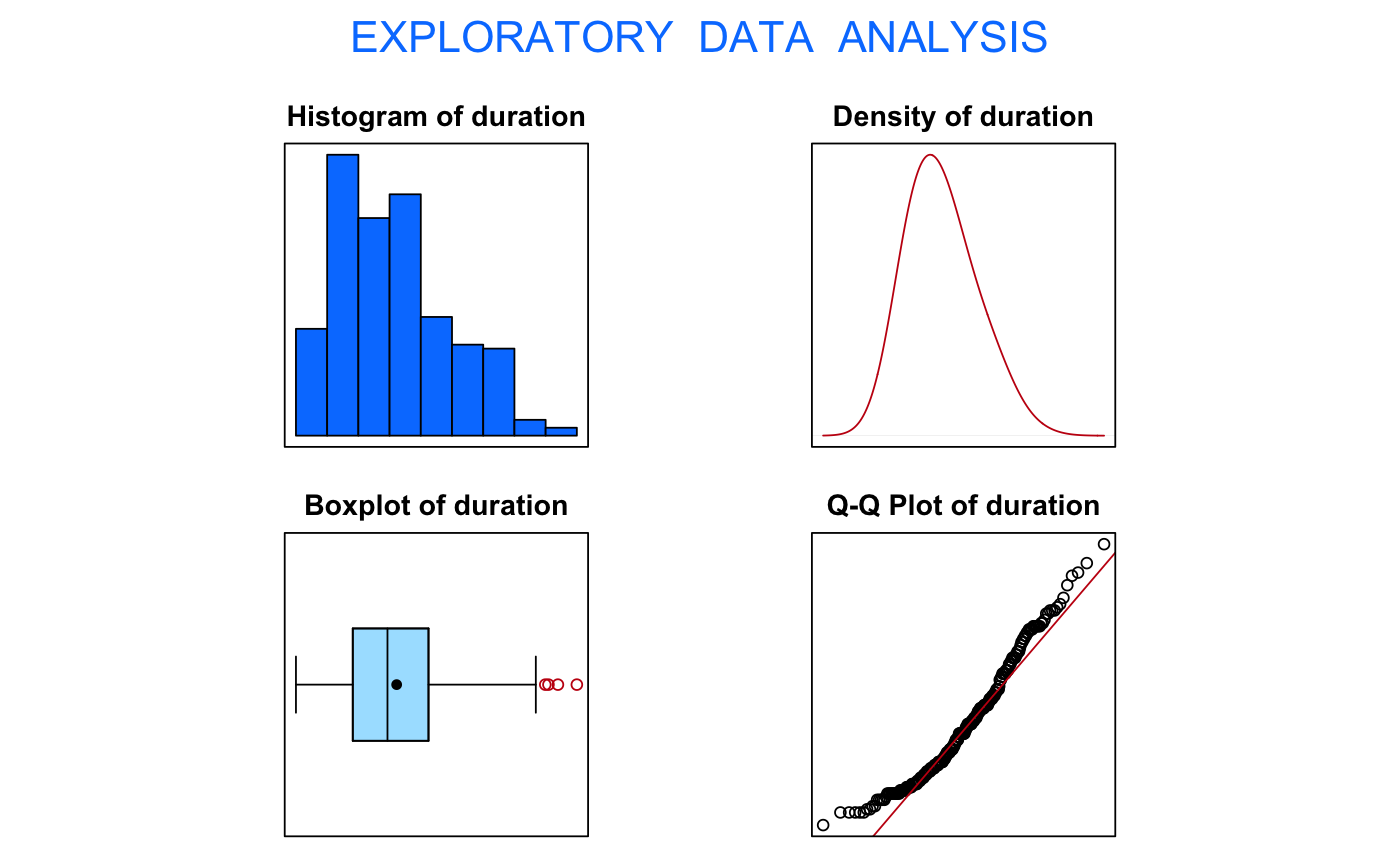 EXPLORATORY DATA ANALYSIS
Histogram of duration
Density of duration
Boxplot of duration
Q-Q Plot of duration